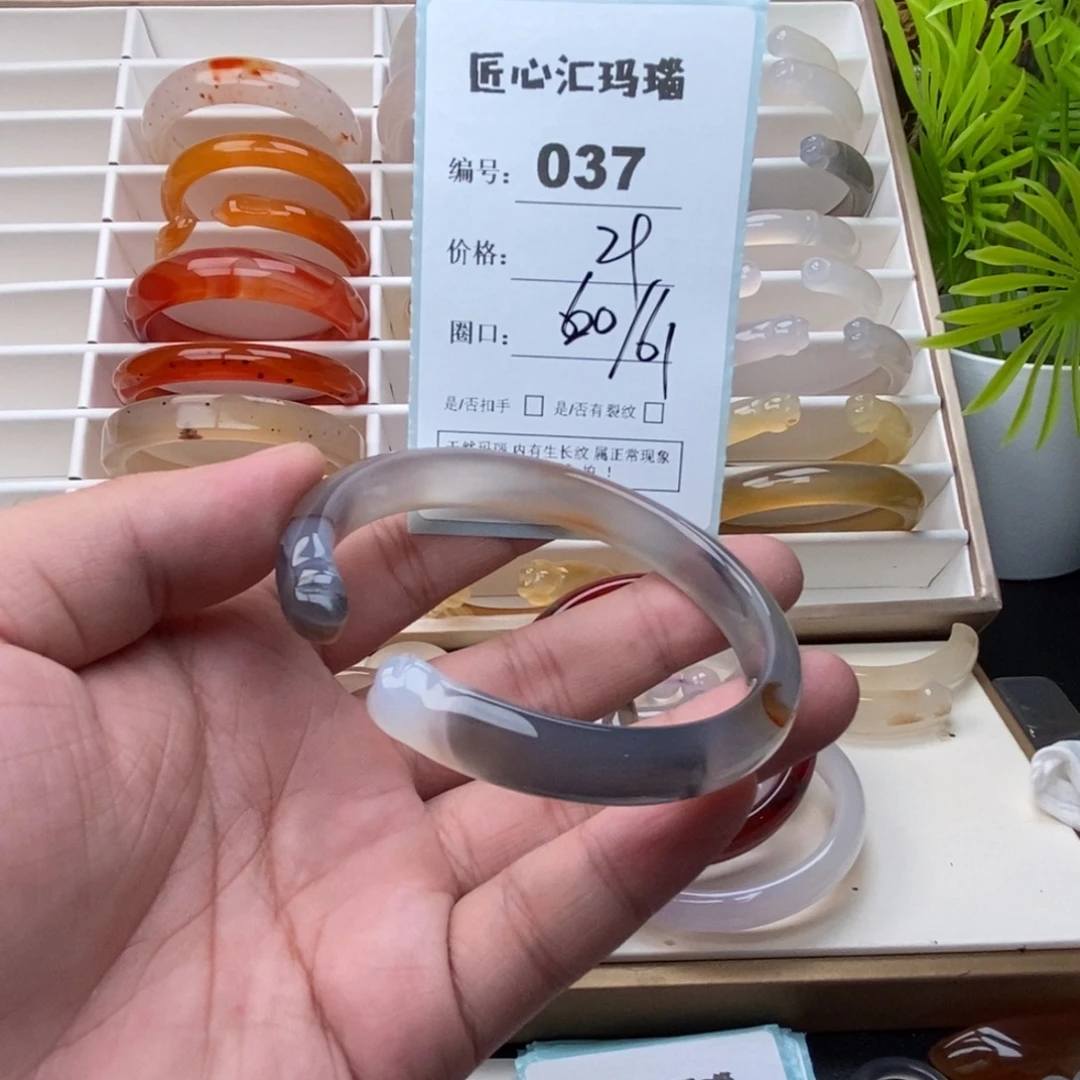 匠心汇玛瑙
编号: 037
价格: 29
圈口: 60/61
是/否扣手 □ 是/否有裂纹 □
天然玛瑙 内有生长纹 属正常现象
！